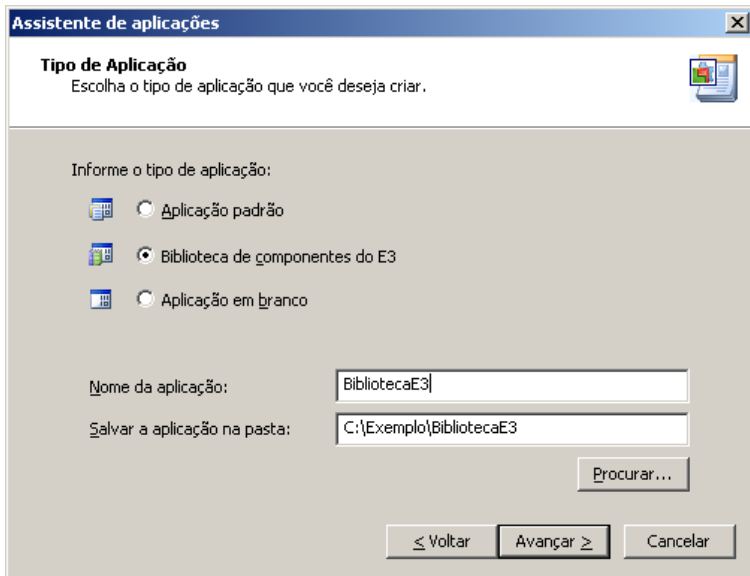 Assistente de aplicações
Tipo de Aplicação
Escolha o tipo de aplicação que você deseja criar.
Informe o tipo de aplicação:
Aplicação padrão
Biblioteca de componentes do E3
Aplicação em branco
Nome da aplicação: BibliotecaE3
Salvar a aplicação na pasta: C:\Exemplo\BibliotecaE3
Procurar...
< Voltar Avançar > Cancelar